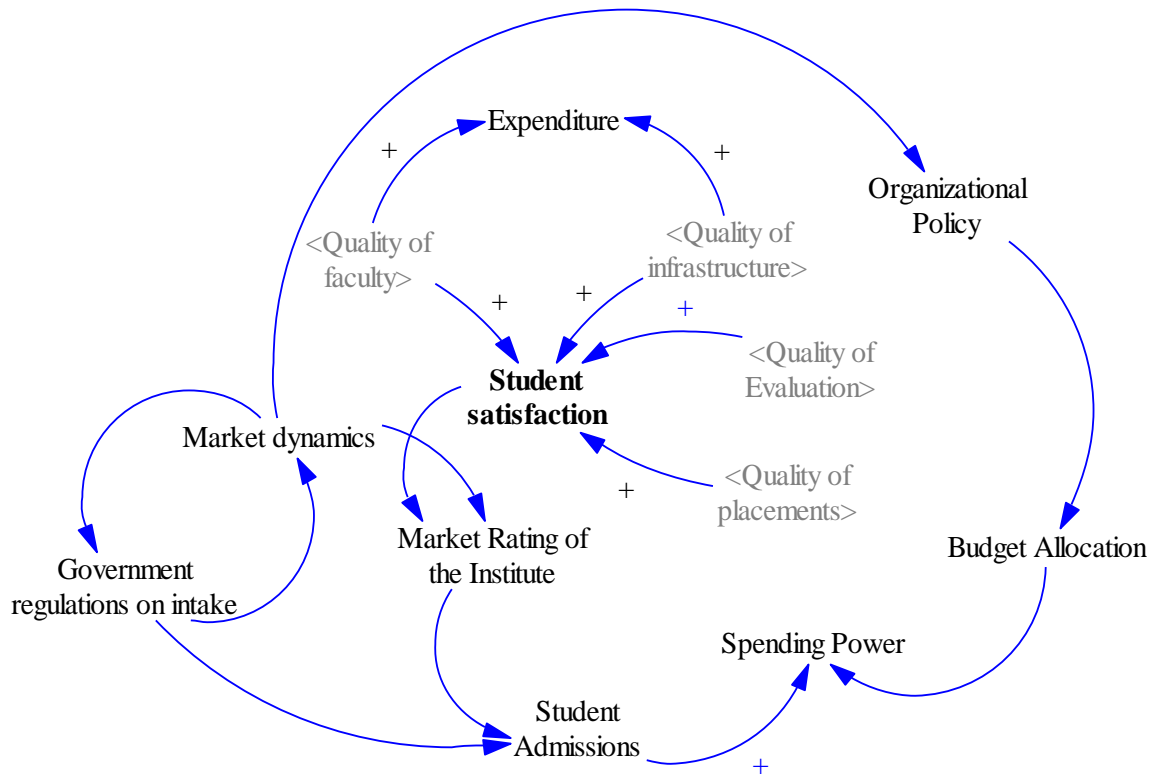 Expenditure
+
+
Organizational
Policy
<Quality of
faculty>
<Quality of
infrastructure>
+
+
+
<Quality of
Evaluation>
Student
satisfaction
Market dynamics
<Quality of
placements>
+
Market Rating of
the Institute
Budget Allocation
Government
regulations on intake
Spending Power
Student
Admissions
+